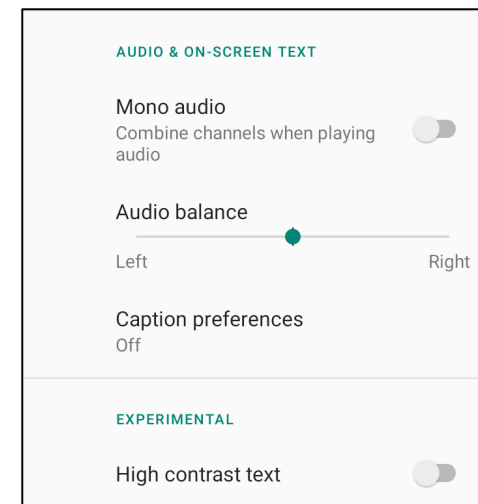 AUDIO & ON-SCREEN TEXT
Mono audio
Combine channels when playing
audio
Audio balance
Left Right
Caption preferences
Off
EXPERIMENTAL
High contrast text